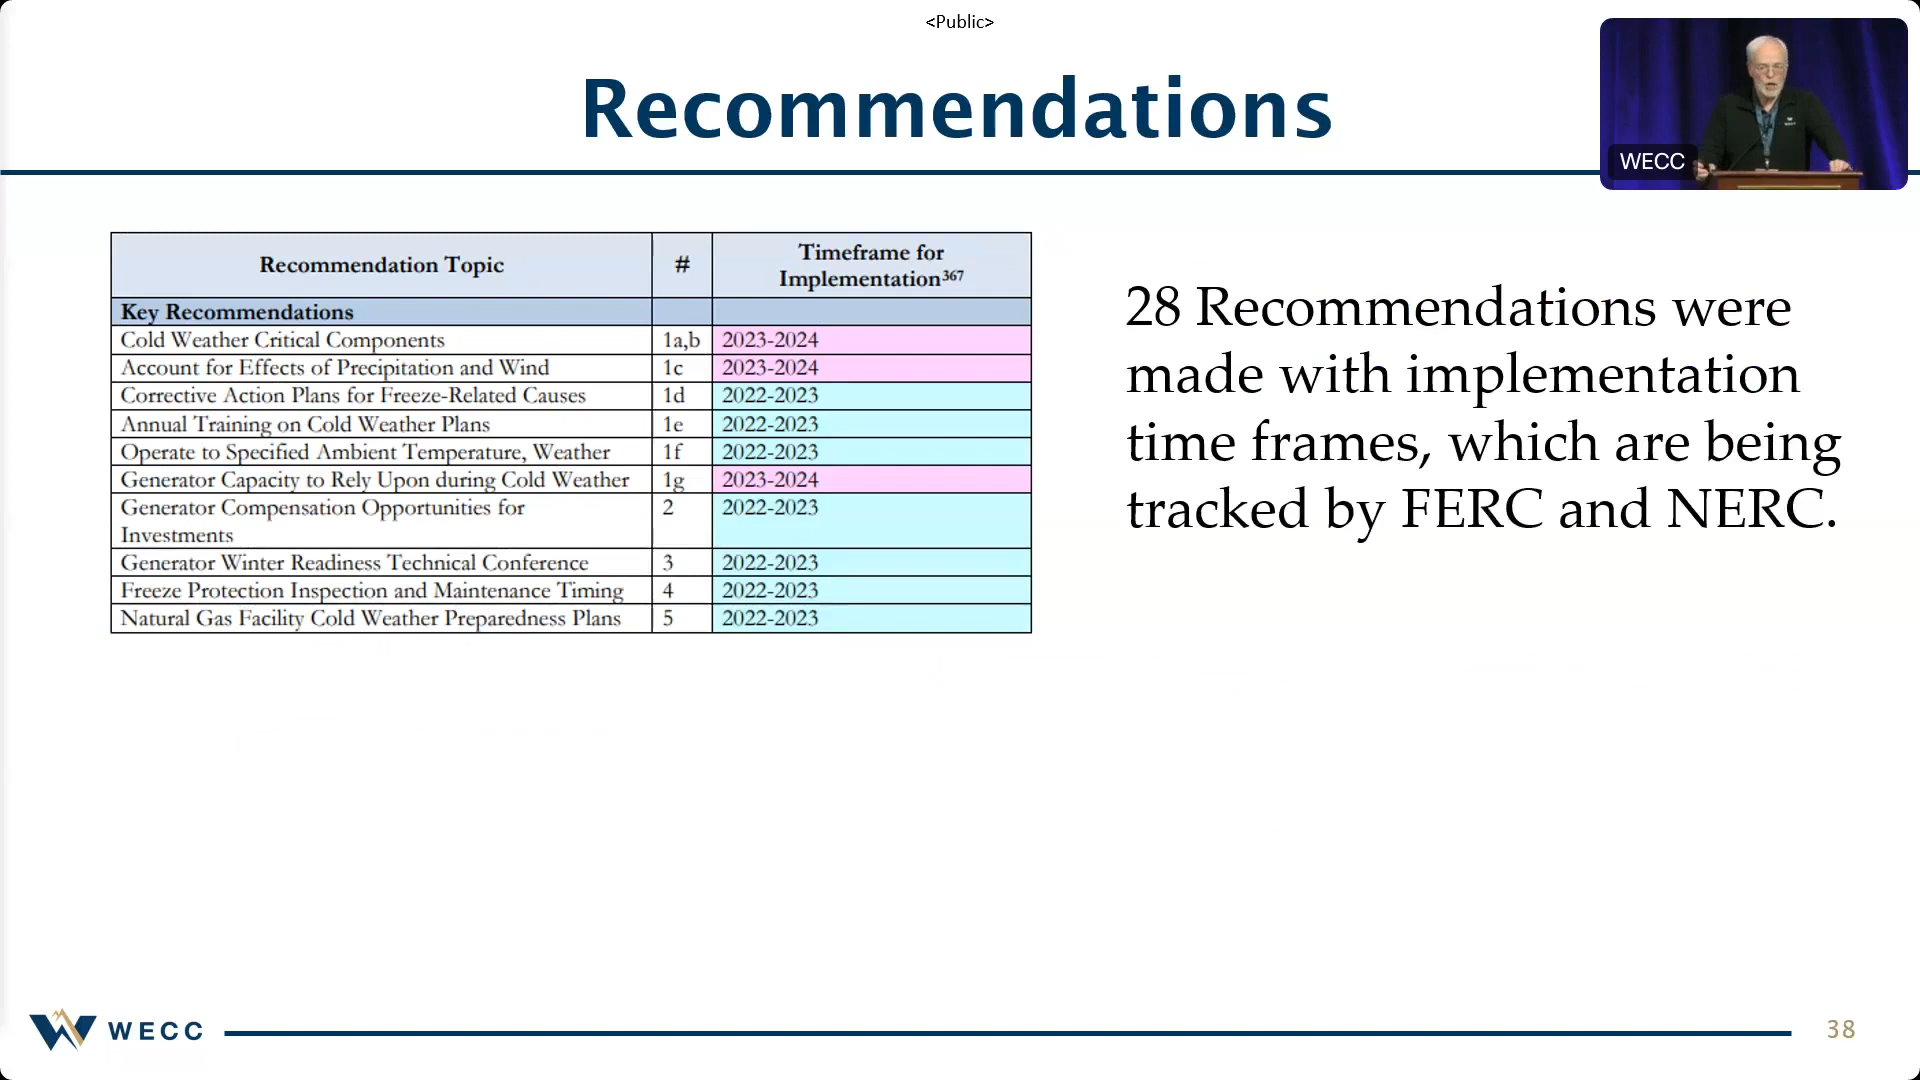 <Public>
Recommendations
WECC
Recommendation Topic # Timeframe for
Implementation³⁶⁷
Key Recommendations
Cold Weather Critical Components 1a,b 2023-2024
Account for Effects of Precipitation and Wind 1c 2023-2024
Corrective Action Plans for Freeze-Related Causes 1d 2022-2023
Annual Training on Cold Weather Plans 1e 2022-2023
Operate to Specified Ambient Temperature, Weather 1f 2022-2023
Generator Capacity to Rely Upon during Cold Weather 1g 2023-2024
Generator Compensation Opportunities for 2 2022-2023
Investments
Generator Winter Readiness Technical Conference 3 2022-2023
Freeze Protection Inspection and Maintenance Timing 4 2022-2023
Natural Gas Facility Cold Weather Preparedness Plans 5 2022-2023
28 Recommendations were
made with implementation
time frames, which are being
tracked by FERC and NERC.
WECC
38